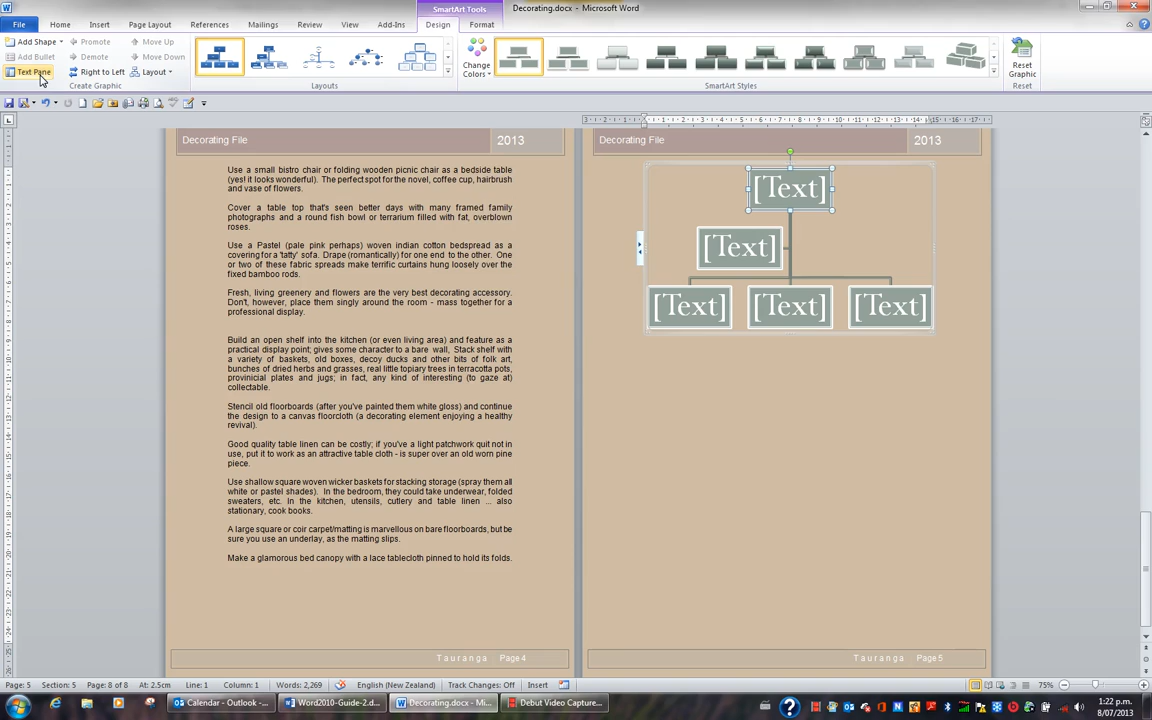 SmartArt Tools
Decorating.docx - Microsoft Word
File
Home
Insert
Page Layout
References
Mailings
Review
View
Add-Ins
Design
Format
Add Shape
Promote
Move Up
Add Bullet
Demote
Move Down
Text Pane
Right to Left
Layout
Create Graphic
Layouts
Change
Colors
SmartArt Styles
Reset
Graphic
Reset
Decorating File
2013
Use a small bistro chair or folding wooden picnic chair as a bedside table
(yes! it looks wonderful). The perfect spot for the novel, coffee cup, hairbrush
and vase of flowers.
Cover a table top that's seen better days with many framed family
photographs and a round fish bowl or terrarium filled with fat, overblown
roses.
Use a Pastel (pale pink perhaps) woven indian cotton bedspread as a
covering for a 'tatty' sofa. Drape (romantically) for one end to the other. One
or two of these fabric spreads make terrific curtains hung loosely over the
fixed bamboo rods.
Fresh, living greenery and flowers are the very best decorating accessory.
Don't, however, place them singly around the room - mass together for a
professional display.
Build an open shelf into the kitchen (or even living area) and feature as a
practical display point; gives some character to a bare wall, Stack shelf with
a variety of baskets, old boxes, decoy ducks and other bits of folk art,
bunches of dried herbs and grasses, real little topiary trees in terracotta pots,
provinicial plates and jugs; in fact, any kind of interesting (to gaze at)
collectable.
Stencil old floorboards (after you've painted them white gloss) and continue
the design to a canvas floorcloth (a decorating element enjoying a healthy
revival).
Good quality table linen can be costly; if you've a light patchwork quit not in
use, put it to work as an attractive table cloth - is super over an old worn pine
piece.
Use shallow square woven wicker baskets for stacking storage (spray them all
white or pastel shades). In the bedroom, they could take underwear, folded
sweaters, etc. In the kitchen, utensils, cutlery and table linen ... also
stationary, cook books.
A large square or coir carpet/matting is marvellous on bare floorboards, but be
sure you use an underlay, as the matting slips.
Make a glamorous bed canopy with a lace tablecloth pinned to hold its folds.
Tauranga Page 4
Decorating File
2013
[Text]
[Text]
[Text]
[Text]
[Text]
Tauranga Page 5
Page: 5
Section: 5
Page: 8 of 8
At: 2.5cm
Line: 1
Column: 1
Words: 2,269
English (New Zealand)
Track Changes: Off
Insert
75%
Calendar - Outlook -...
Word2010-Guide-2.d...
Decorating.docx - Mi...
Debut Video Capture...
1:22 p.m.
8/07/2013